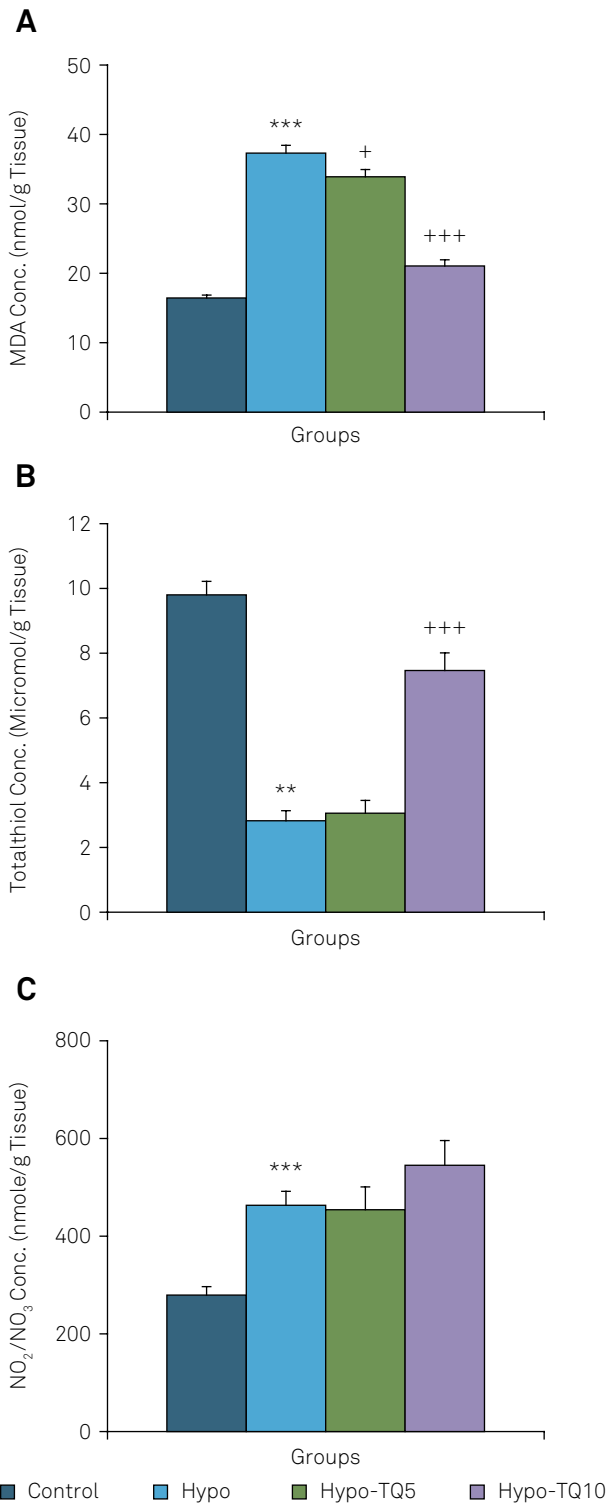 A
MDA Conc. (nmol/g Tissue)
50
40
30
20
10
0
***
+
+++
Groups
B
Totalthiol Conc. (Micromol/g Tissue)
12
10
8
6
4
2
0
**
+++
Groups
C
NO₂/NO₃ Conc. (nmole/g Tissue)
800
600
400
200
0
***
Groups
Control Hypo Hypo-TQ5 Hypo-TQ10